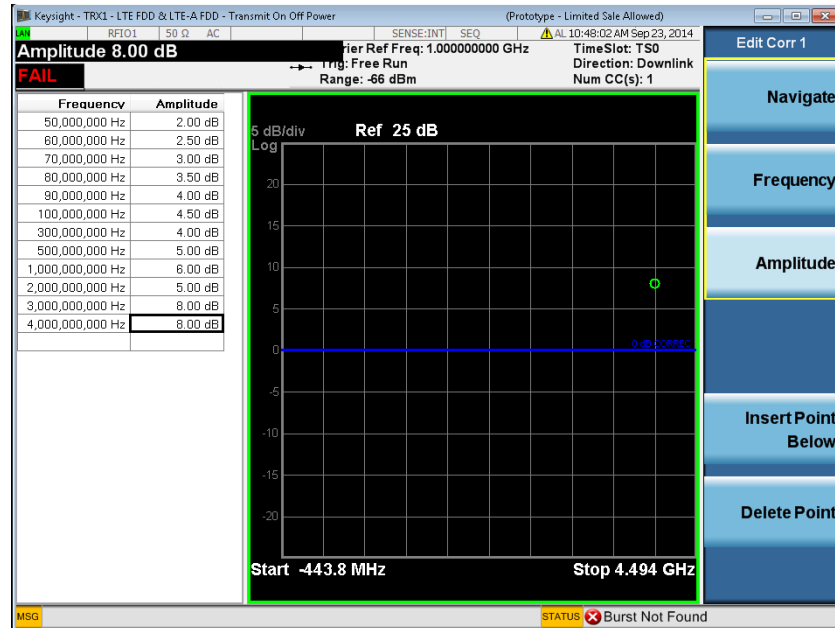 Keysight - TRX1 - LTE FDD & LTE-A FDD - Transmit On Off Power (Prototype - Limited Sale Allowed)
LAN RFIO1 50 Ω AC SENSE:INT SEQ AL 10:48:02 AM Sep 23, 2014
Amplitude 8.00 dB
FAIL
rier Ref Freq: 1.000000000 GHz
Trig: Free Run
Range: -66 dBm
TimeSlot: TS0
Direction: Downlink
Num CC(s): 1
Frequency Amplitude
50,000,000 Hz 2.00 dB
60,000,000 Hz 2.50 dB
70,000,000 Hz 3.00 dB
80,000,000 Hz 3.50 dB
90,000,000 Hz 4.00 dB
100,000,000 Hz 4.50 dB
300,000,000 Hz 4.00 dB
500,000,000 Hz 5.00 dB
1,000,000,000 Hz 6.00 dB
2,000,000,000 Hz 5.00 dB
3,000,000,000 Hz 8.00 dB
4,000,000,000 Hz 8.00 dB
5 dB/div Ref 25 dB
Log
20
15
10
5
0
0 dB CORREC
-5
-10
-15
-20
Start -443.8 MHz Stop 4.494 GHz
Edit Corr 1
Navigate
Frequency
Amplitude
Insert Point
Below
Delete Point
MSG STATUS Burst Not Found